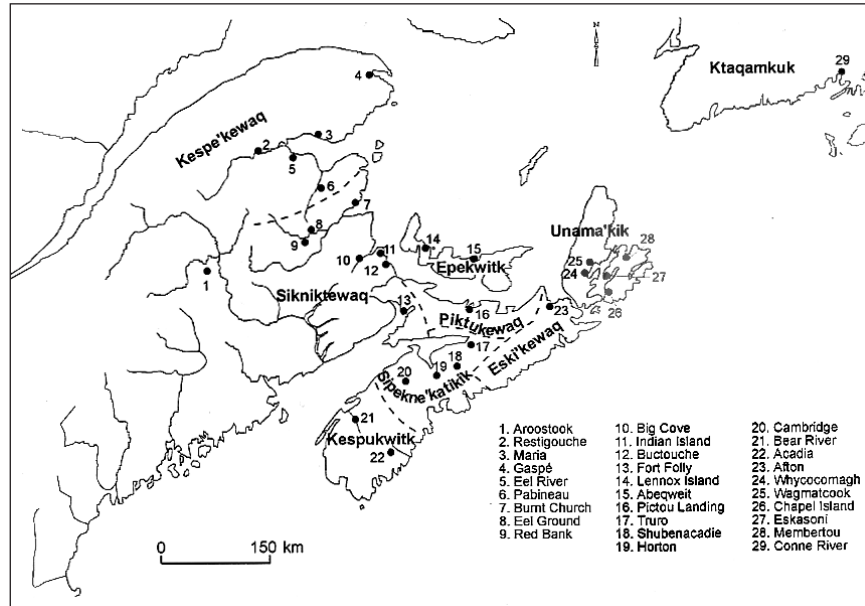 N
29
Ktaqamkuk
4
Kespe'kewaq
3
2
5
6
7
8
9
Unama'kik
28
14
15
25
24
27
26
11
10
12
Epekwitk
1
Sikniktewaq
13
16
23
Piktukewaq
17
Eski'kewaq
18
19
20
Sipekne'katikik
21
Kespukwitk
22
150 km
1. Aroostook
2. Restigouche
3. Maria
4. Gaspé
5. Eel River
6. Pabineau
7. Burnt Church
8. Eel Ground
9. Red Bank
10. Big Cove
11. Indian Island
12. Buctouche
13. Fort Folly
14. Lennox Island
15. Abeqweit
16. Pictou Landing
17. Truro
18. Shubenacadie
19. Horton
20. Cambridge
21. Bear River
22. Acadia
23. Afton
24. Whycocomagh
25. Wagmatcook
26. Chapel Island
27. Eskasoni
28. Membertou
29. Conne River
0